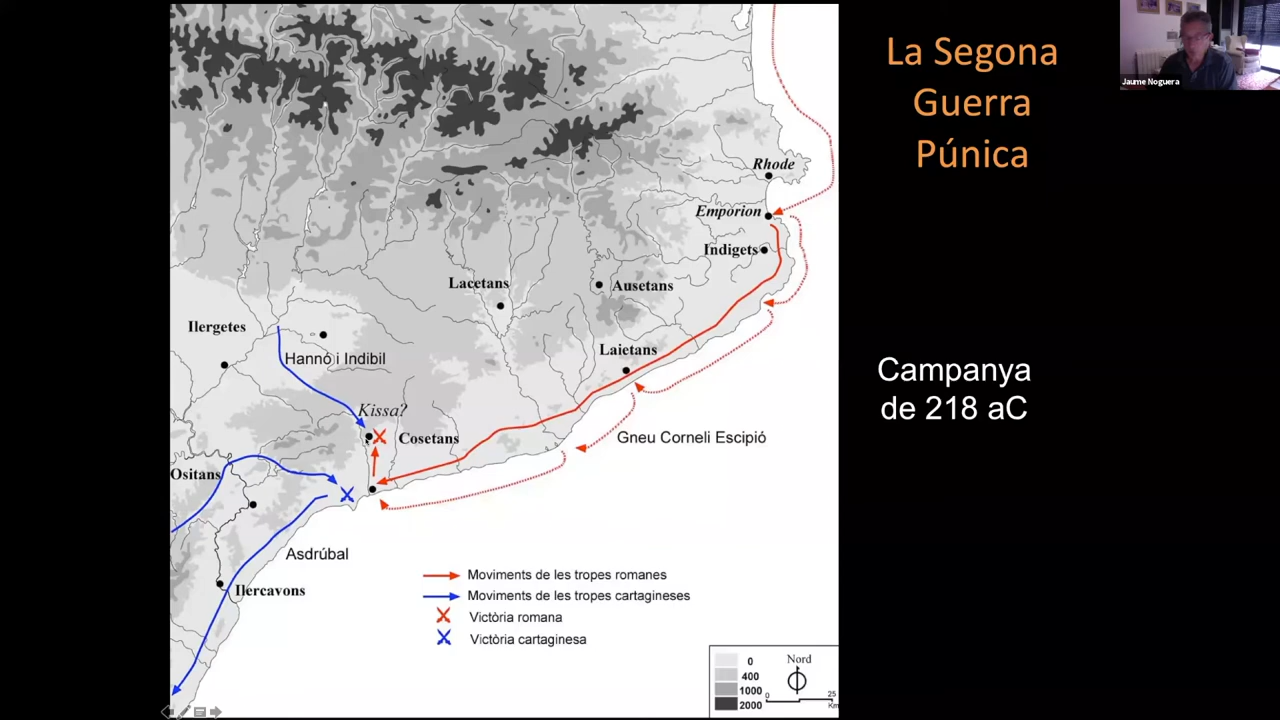 La Segona
Guerra
Púnica
Jaume Noguera
Rhode
Emporion
Indigets
Lacetans
Ausetans
Ilergetes
Laietans
Hannó i Indíbil
Kissa?
Cosetans
Gneu Corneli Escipió
Campanya
de 218 aC
Ositans
Asdrúbal
Ilercavons
Moviments de les tropes romanes
Moviments de les tropes cartagineses
Victòria romana
Victòria cartaginesa
0
400
1000
2000
Nord
0
25
Km